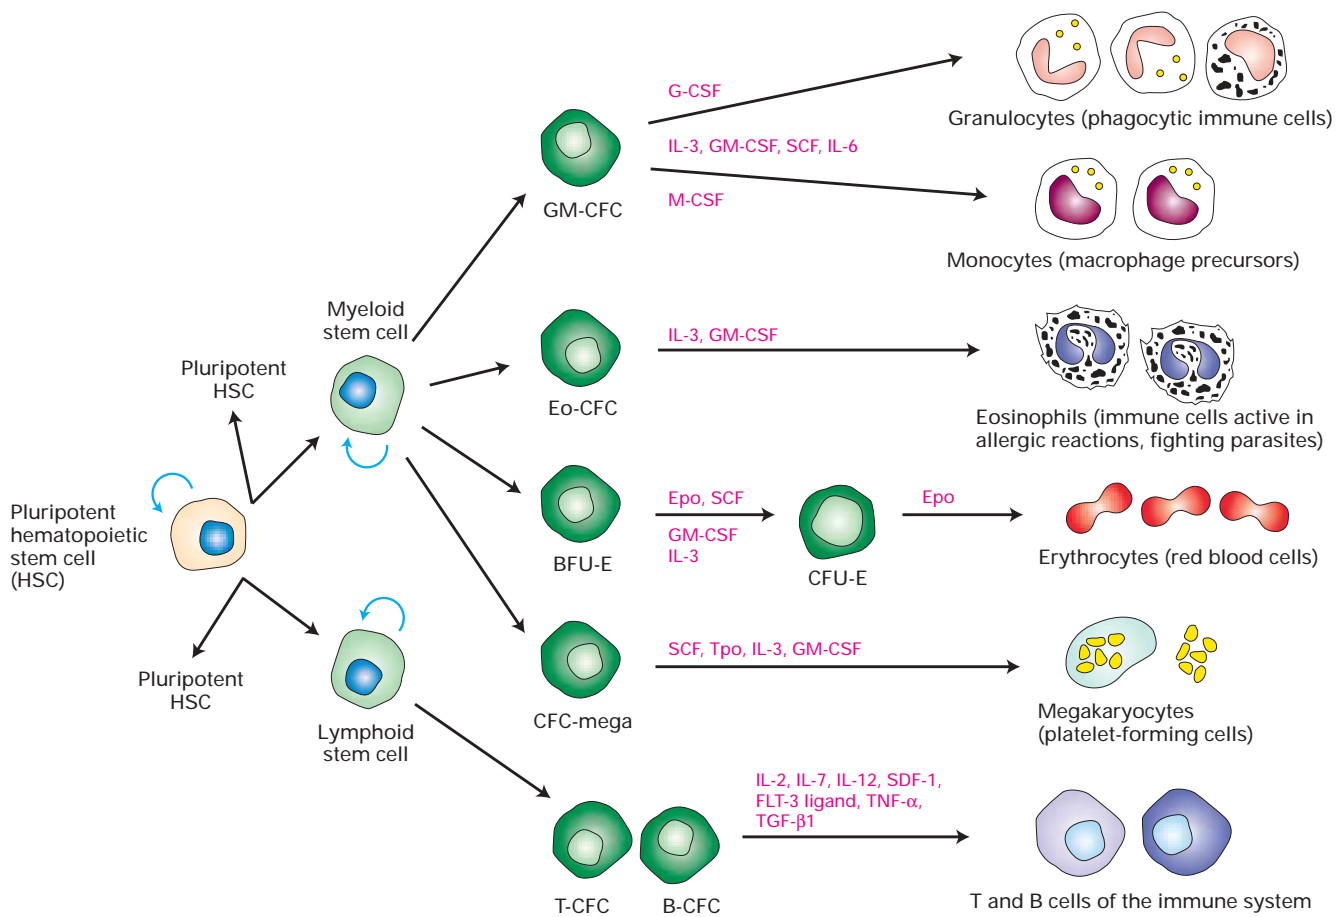 G-CSF
IL-3, GM-CSF, SCF, IL-6
M-CSF
GM-CFC
Granulocytes (phagocytic immune cells)
Monocytes (macrophage precursors)
Myeloid
stem cell
IL-3, GM-CSF
Eo-CFC
Eosinophils (immune cells active in
allergic reactions, fighting parasites)
Pluripotent
HSC
Pluripotent
hematopoietic
stem cell
(HSC)
Epo, SCF
GM-CSF
IL-3
BFU-E
CFU-E
Epo
Erythrocytes (red blood cells)
Pluripotent
HSC
Lymphoid
stem cell
SCF, Tpo, IL-3, GM-CSF
CFC-mega
Megakaryocytes
(platelet-forming cells)
IL-2, IL-7, IL-12, SDF-1,
FLT-3 ligand, TNF-α,
TGF-β1
T-CFC
B-CFC
T and B cells of the immune system